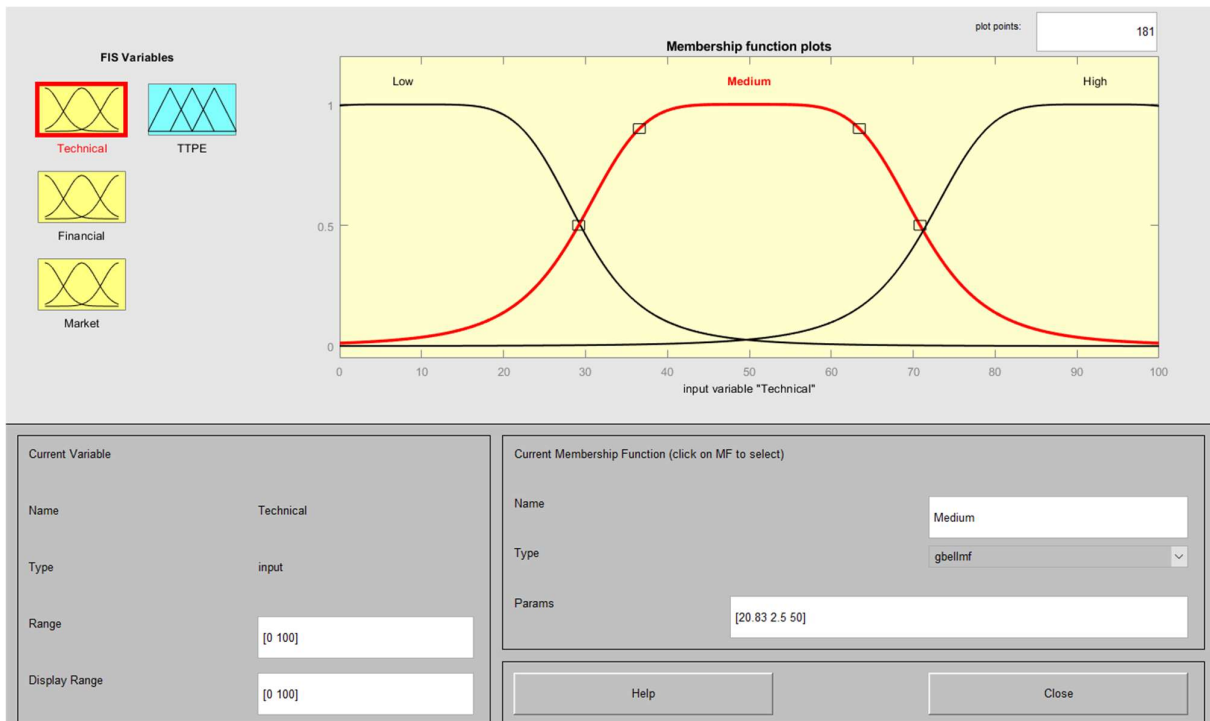 plot points: 181
FIS Variables
Membership function plots
Low Medium High
Technical TTPE
Financial
Market
1
0.5
0
0 10 20 30 40 50 60 70 80 90 100
input variable "Technical"
Current Variable
Name Technical
Type input
Range [0 100]
Display Range [0 100]
Current Membership Function (click on MF to select)
Name Medium
Type gbellmf
Params [20.83 2.5 50]
Help Close